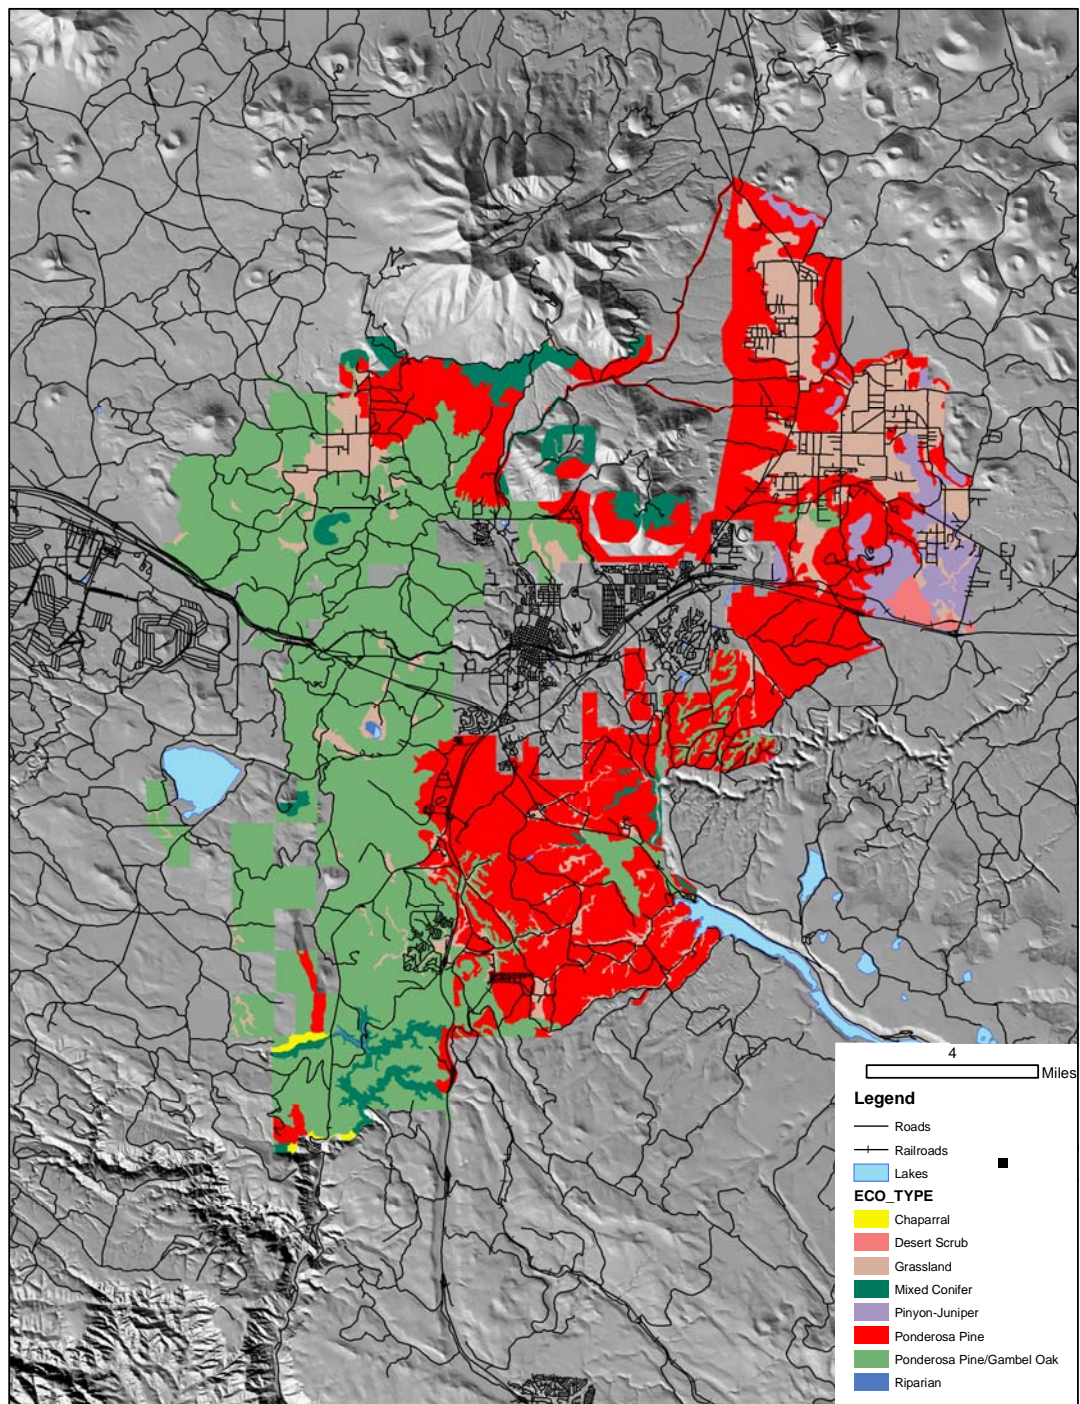 4
Miles
Legend
Roads
Railroads
Lakes
ECO_TYPE
Chaparral
Desert Scrub
Grassland
Mixed Conifer
Pinyon-Juniper
Ponderosa Pine
Ponderosa Pine/Gambel Oak
Riparian